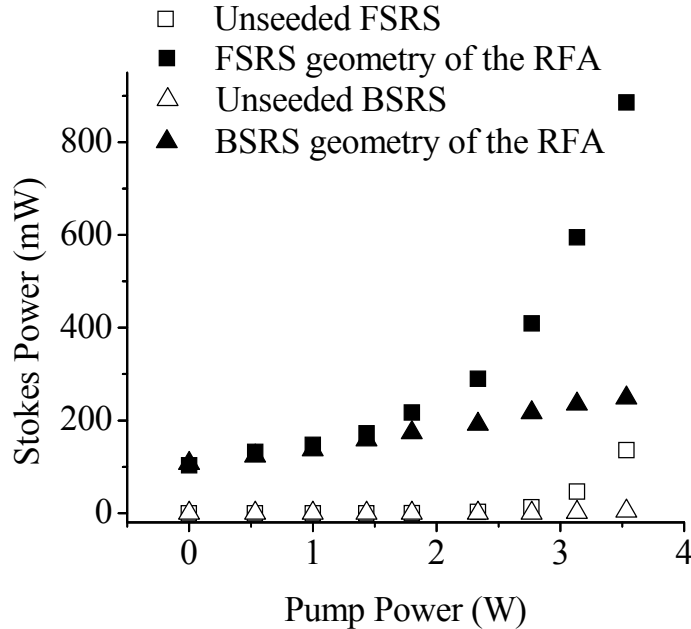 Unseeded FSRS
FSRS geometry of the RFA
Unseeded BSRS
BSRS geometry of the RFA
Stokes Power (mW)
800
600
400
200
0
0 1 2 3 4
Pump Power (W)